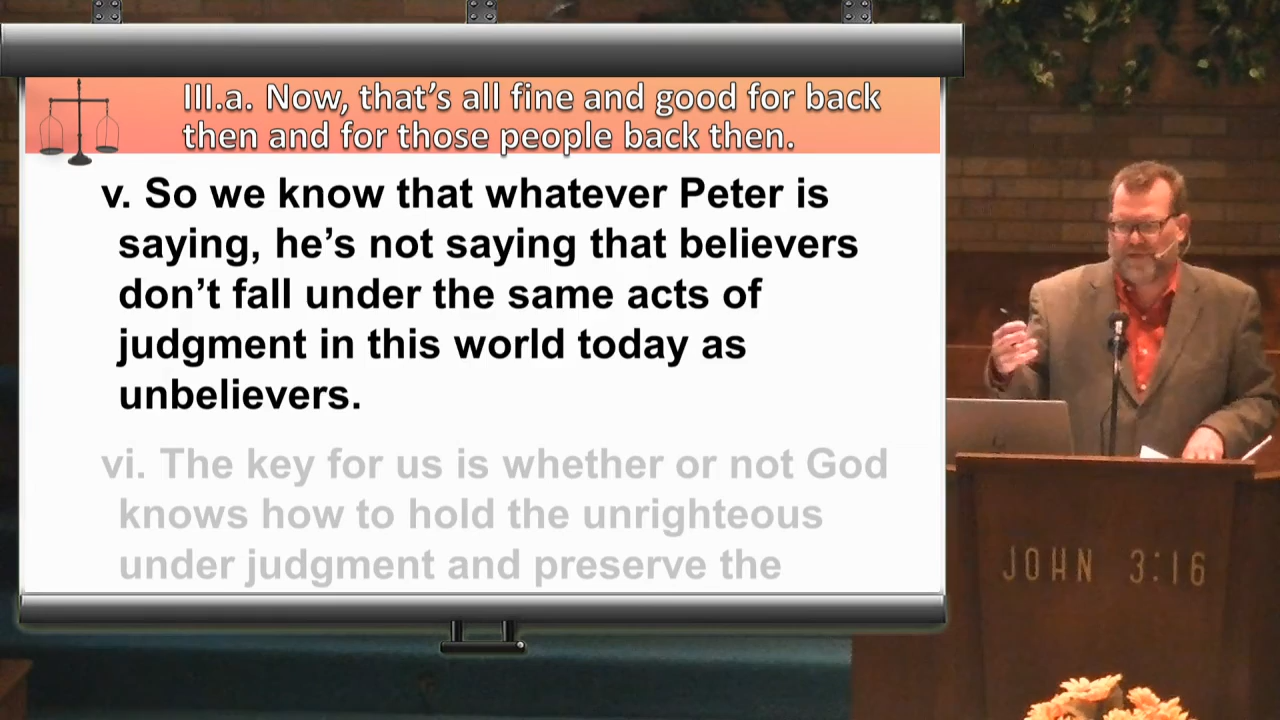 III.a. Now, that's all fine and good for back
then and for those people back then.
v. So we know that whatever Peter is
saying, he's not saying that believers
don't fall under the same acts of
judgment in this world today as
unbelievers.
vi. The key for us is whether or not God
knows how to hold the unrighteous
under judgment and preserve the
JOHN 3:16